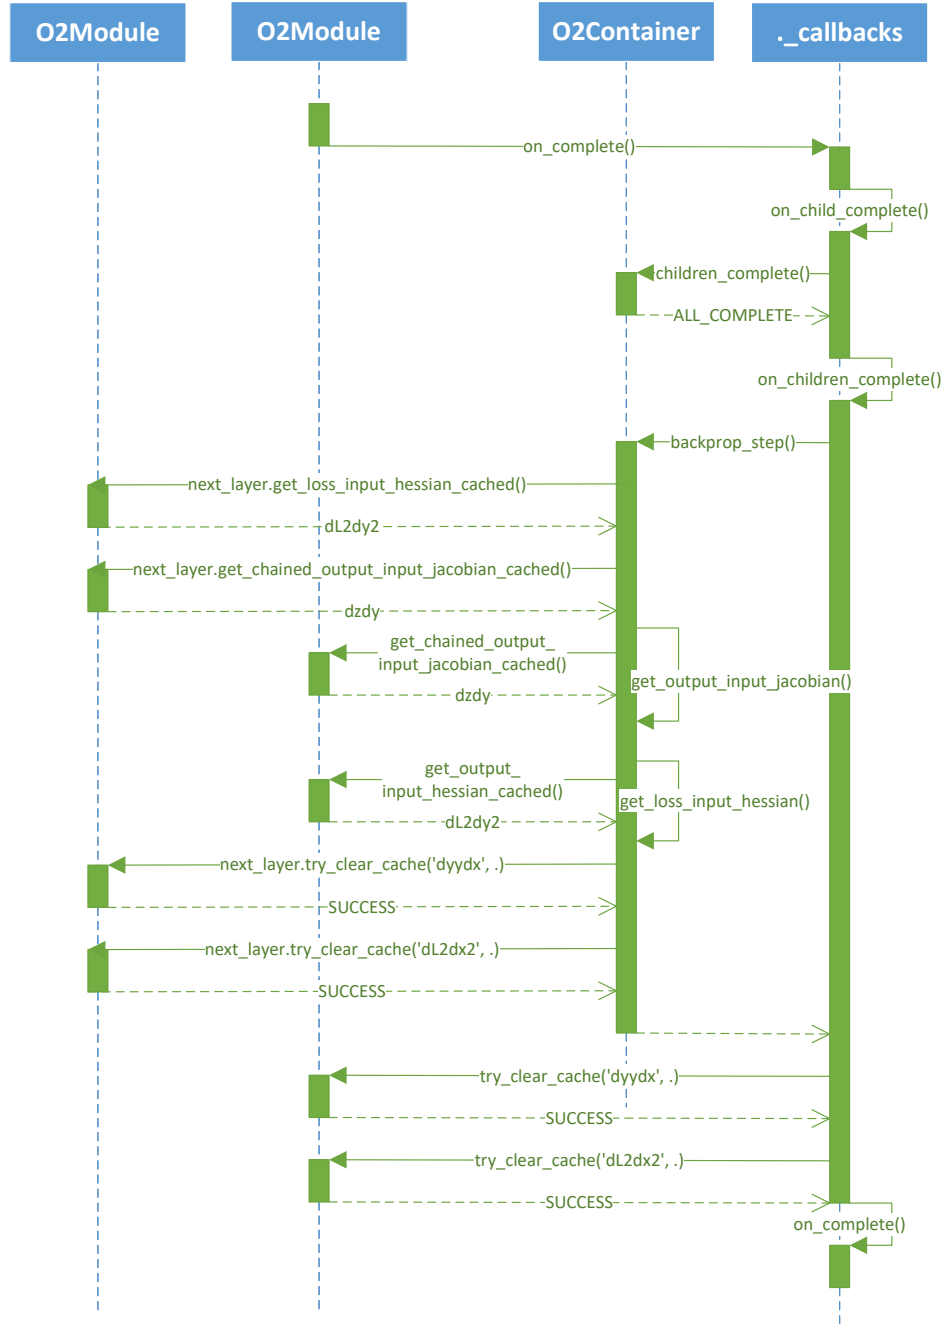 O2Module
O2Module
O2Container
._callbacks
on_complete()
on_child_complete()
children_complete()
ALL_COMPLETE
on_children_complete()
backprop_step()
next_layer.get_loss_input_hessian_cached()
dL2dy2
next_layer.get_chained_output_input_jacobian_cached()
dzdy
get_chained_output_
input_jacobian_cached()
get_output_input_jacobian()
dzdy
get_output_
input_hessian_cached()
get_loss_input_hessian()
dL2dy2
next_layer.try_clear_cache('dyydx', .)
SUCCESS
next_layer.try_clear_cache('dL2dx2', .)
SUCCESS
try_clear_cache('dyydx', .)
SUCCESS
try_clear_cache('dL2dx2', .)
SUCCESS
on_complete()